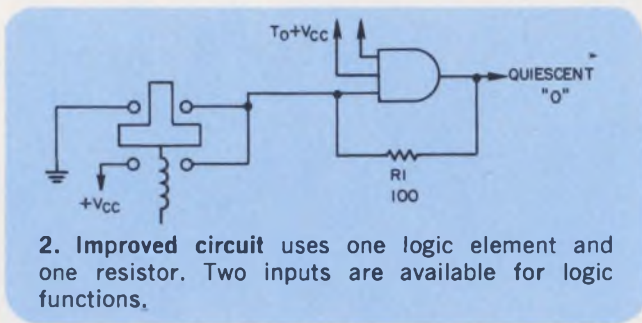 To+Vcc
QUIESCENT
"0"
+Vcc
R1
100
2. Improved circuit uses one logic element and
one resistor. Two inputs are available for logic
functions.